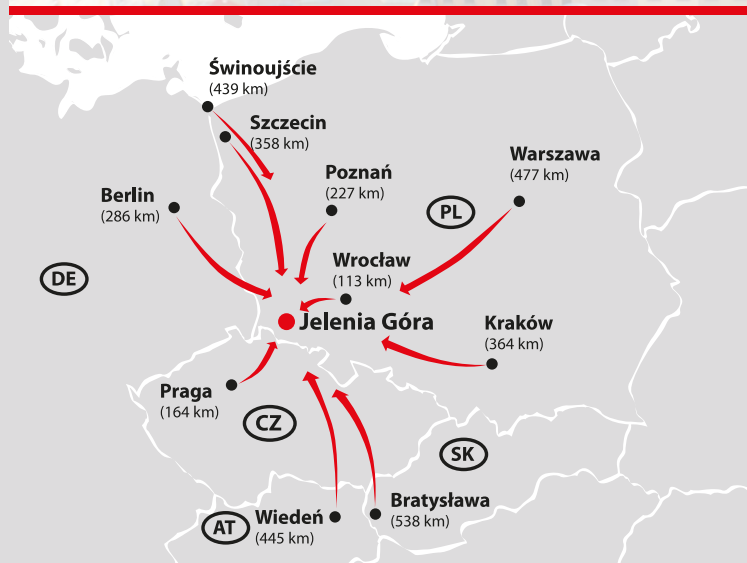 Świnoujście
(439 km)
Szczecin
(358 km)
Poznań
(227 km)
Warszawa
(477 km)
Berlin
(286 km)
PL
Wrocław
(113 km)
DE
Jelenia Góra
Kraków
(364 km)
Praga
(164 km)
CZ
SK
Bratysława
(538 km)
AT
Wiedeń
(445 km)